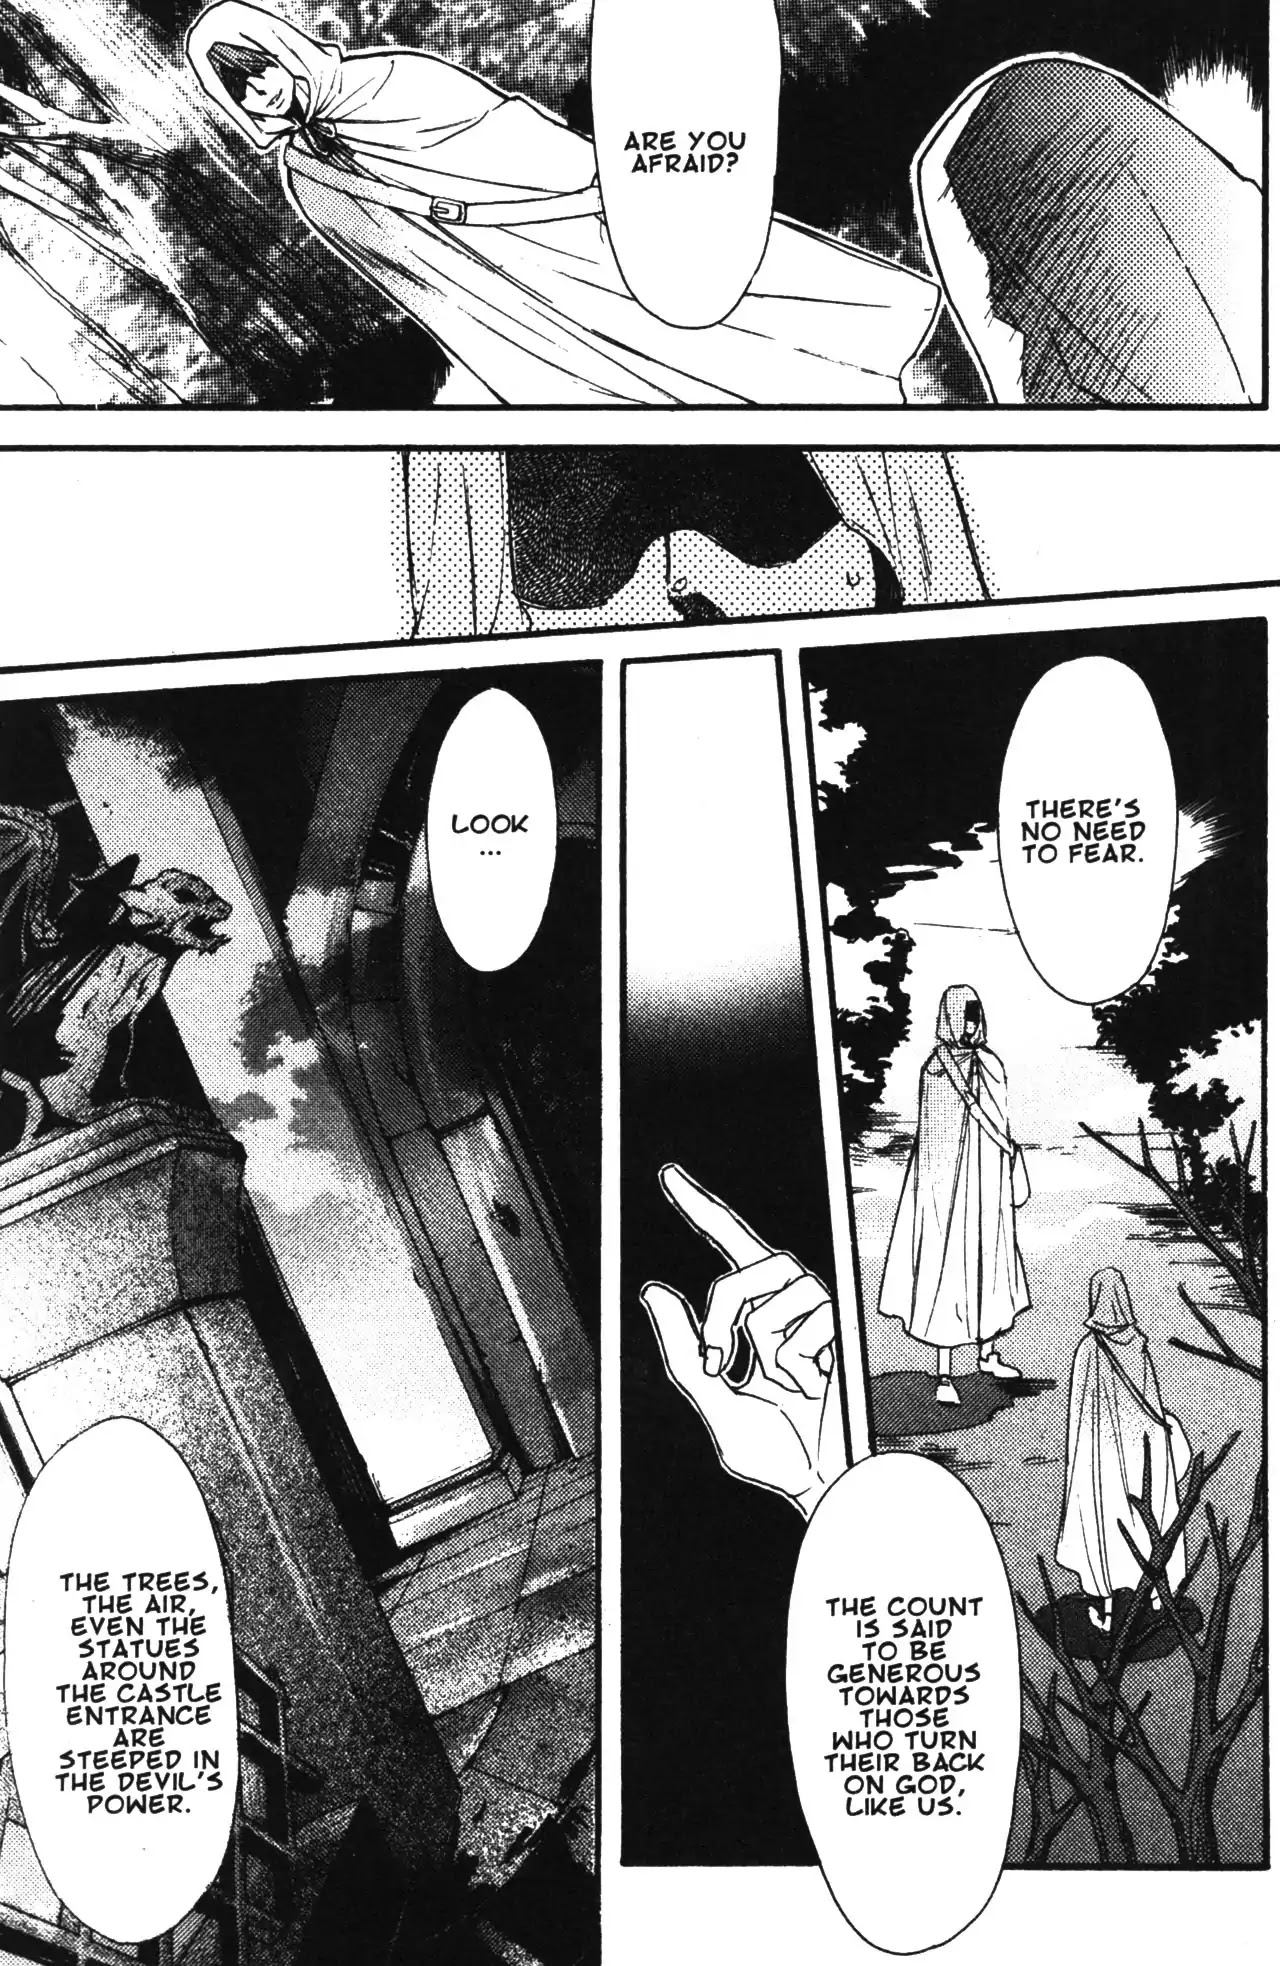 ARE YOU
AFRAID?
THERE'S
NO NEED
TO FEAR.
THE COUNT
IS SAID
TO BE
GENEROUS
TOWARDS
THOSE
WHO TURN
THEIR BACK
ON GOD,
LIKE US.
LOOK
...
THE TREES,
THE AIR,
EVEN THE
STATUES
AROUND
THE CASTLE
ENTRANCE
ARE
STEEPED IN
THE DEVIL'S
POWER.